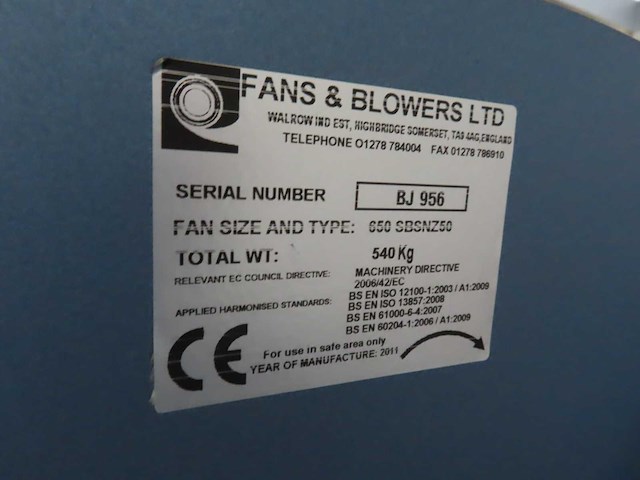 FANS & BLOWERS LTD
WALROW IND EST, HIGHBRIDGE SOMERSET, TA9 4AG, ENGLAND
TELEPHONE 01278 784004 FAX 01278 786910
SERIAL NUMBER BJ 956
FAN SIZE AND TYPE: 650 SBSNZ50
TOTAL WT: 540 Kg
RELEVANT EC COUNCIL DIRECTIVE: MACHINERY DIRECTIVE
2006/42/EC
APPLIED HARMONISED STANDARDS: BS EN ISO 12100-1:2003 / A1:2009
BS EN ISO 13857:2008
BS EN 61000-6-4:2007
BS EN 60204-1:2006 / A1:2009
CE
For use in safe area only
YEAR OF MANUFACTURE: 2011